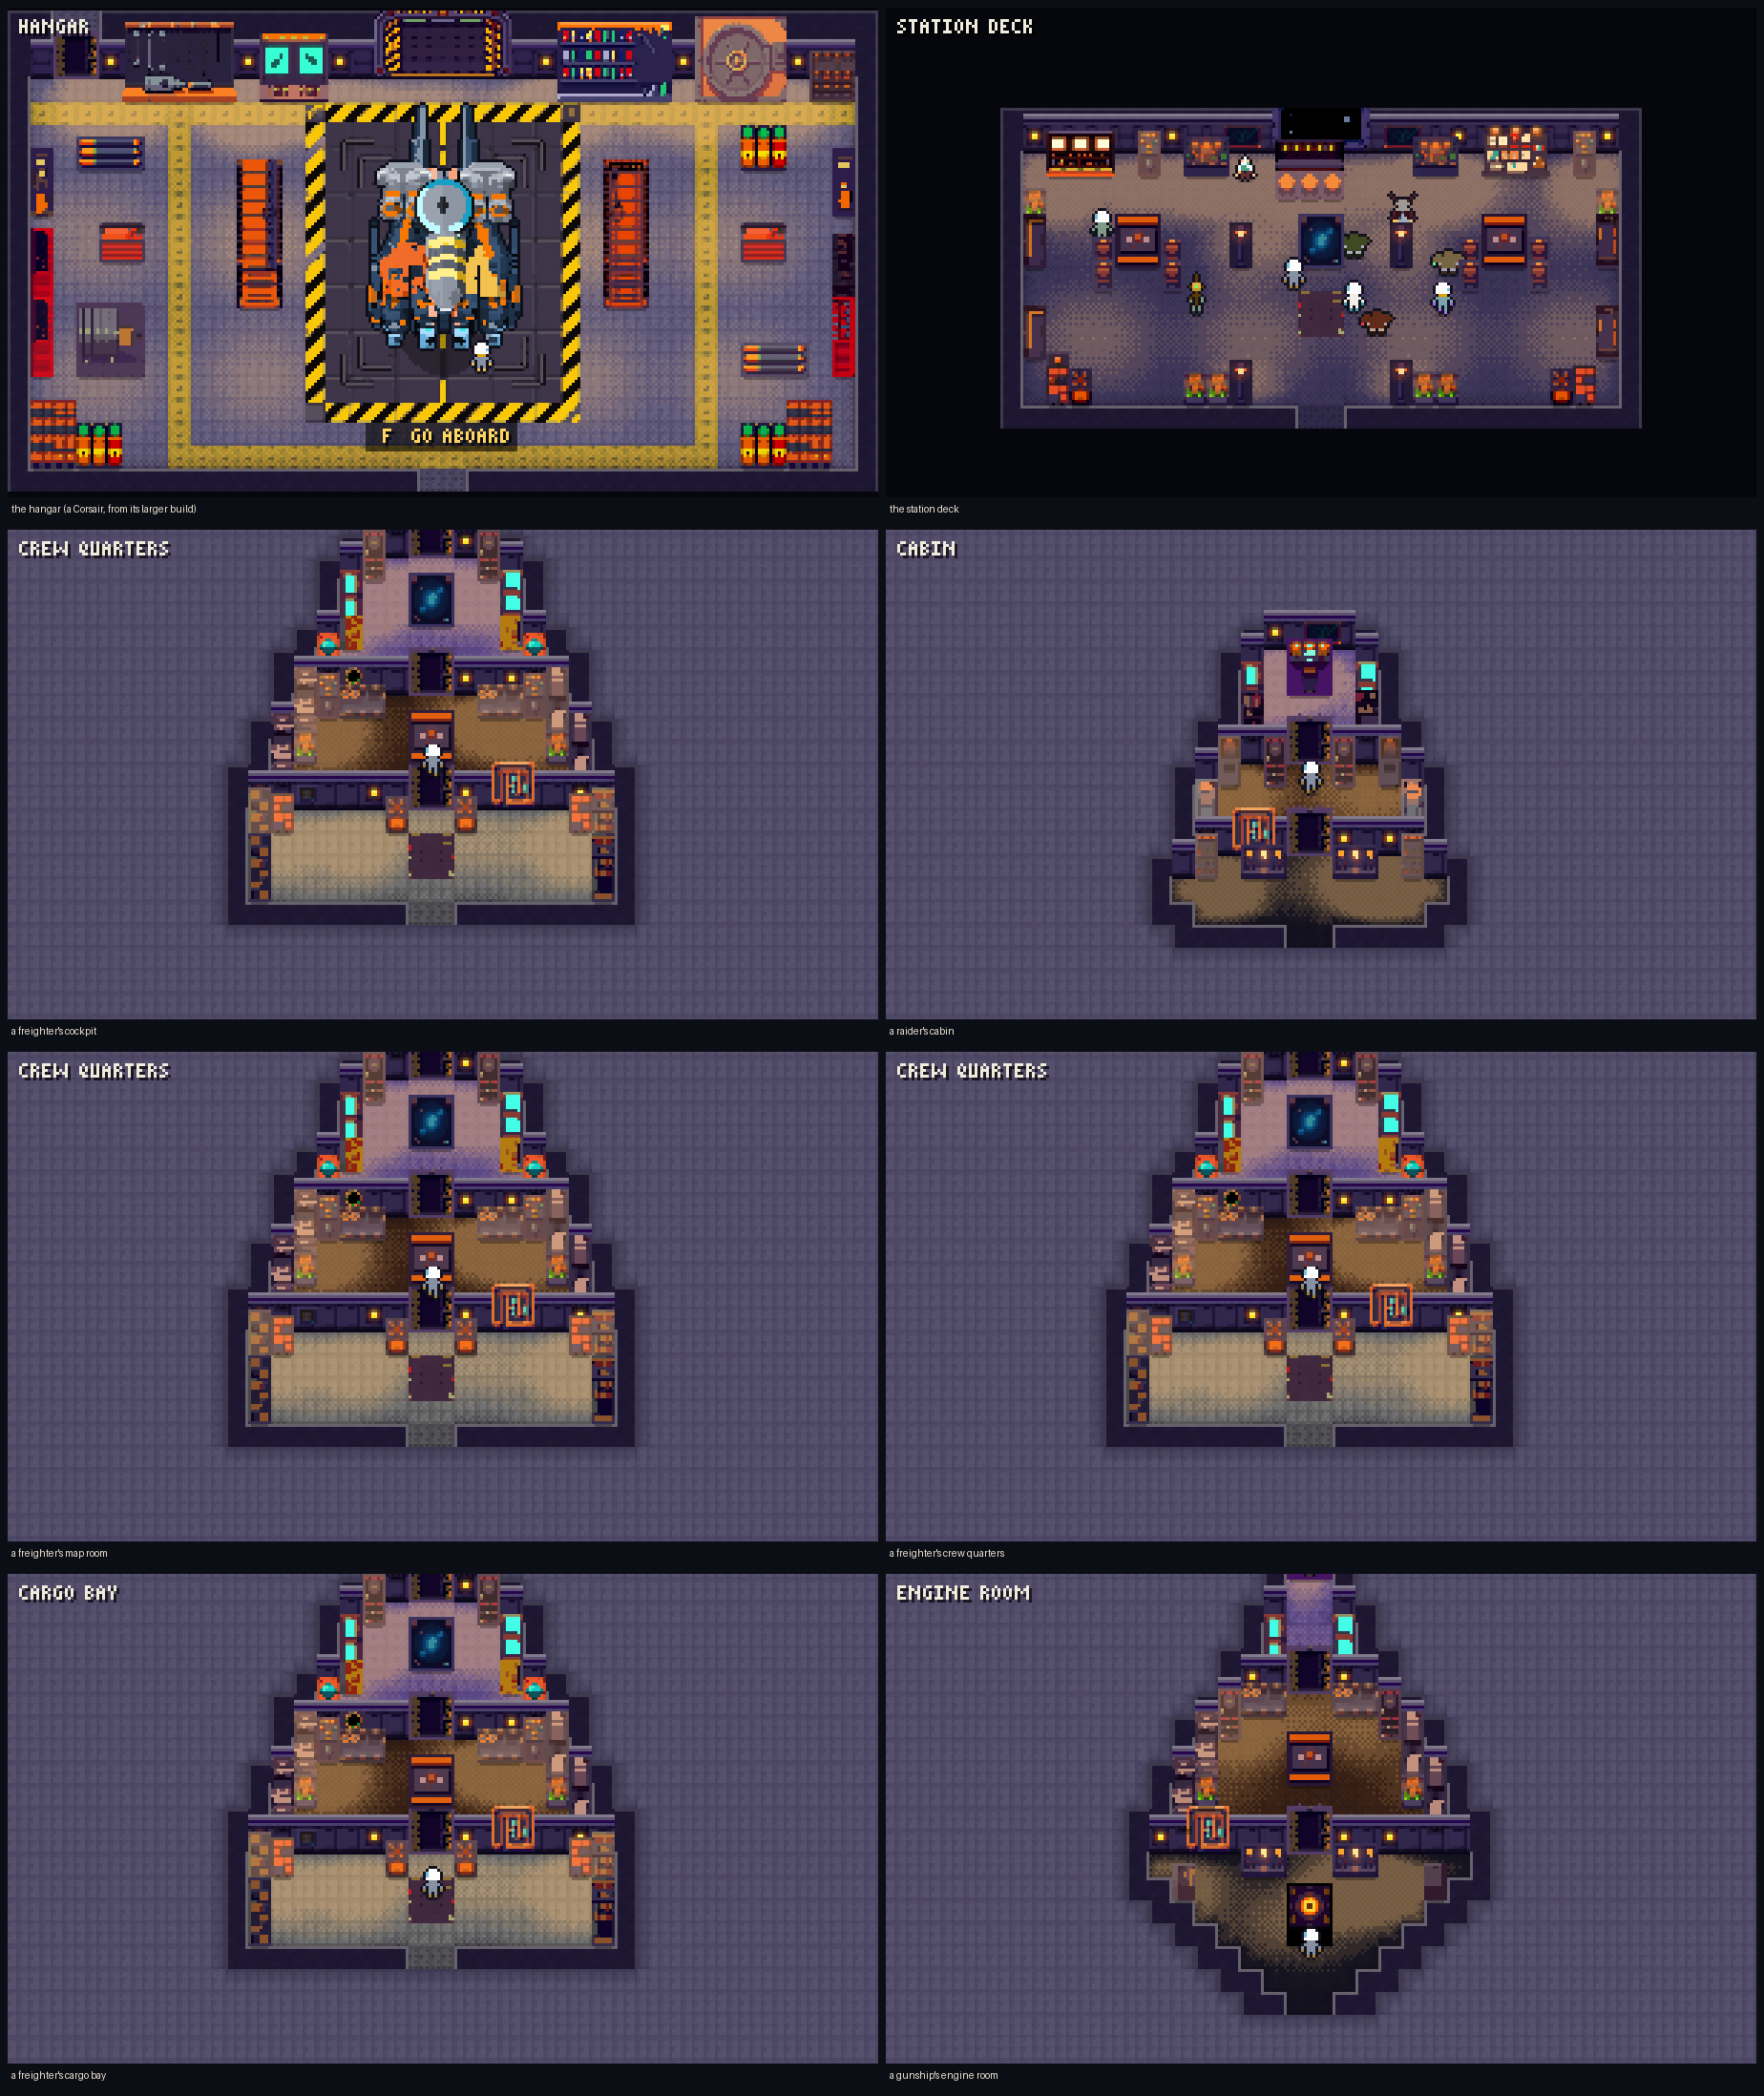 HANGAR
STATION DECK
F GO ABOARD
the hangar (a Corsair, from its larger build)
the station deck
CREW QUARTERS
CABIN
a freighter's cockpit
a raider's cabin
CREW QUARTERS
CREW QUARTERS
a freighter's map room
a freighter's crew quarters
CARGO BAY
ENGINE ROOM
a freighter's cargo bay
a gunship's engine room